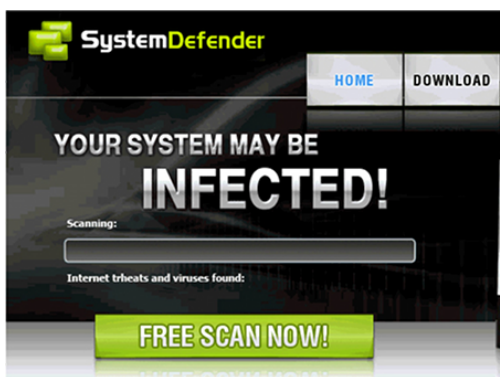 SystemDefender
HOME DOWNLOAD
YOUR SYSTEM MAY BE
INFECTED!
Scanning:
Internet trheats and viruses found:
FREE SCAN NOW!